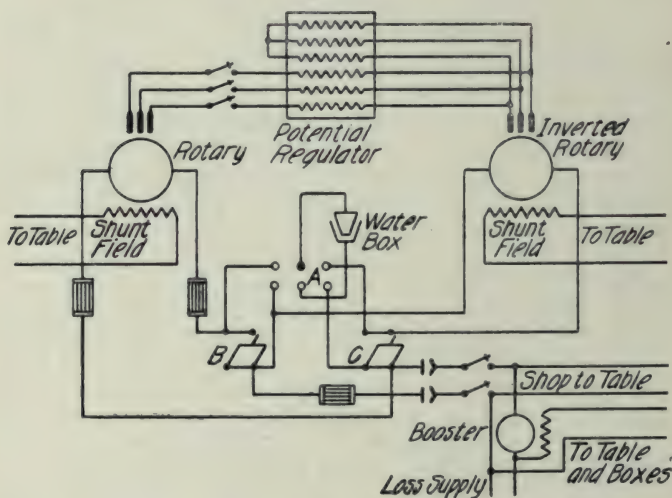 Potential
Regulator
Rotary
Inverted
Rotary
Shunt
Field
To Table
Water
Box
A
Shunt
Field
To Table
B
C
Shop to Table
Booster
To Table
and Boxes
Loss Supply